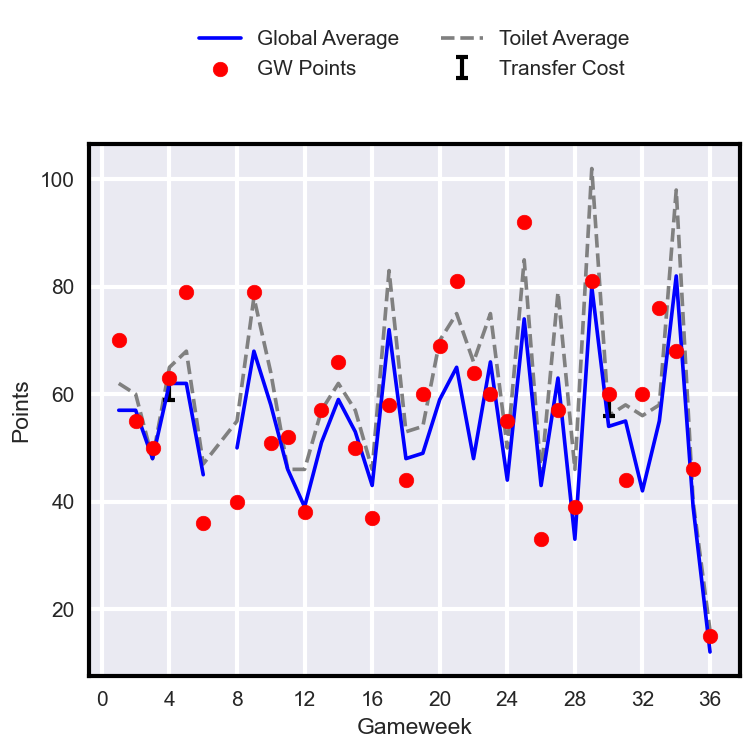 Global Average Toilet Average
GW Points Transfer Cost
100
80
60
40
20
Points
0 4 8 12 16 20 24 28 32 36
Gameweek